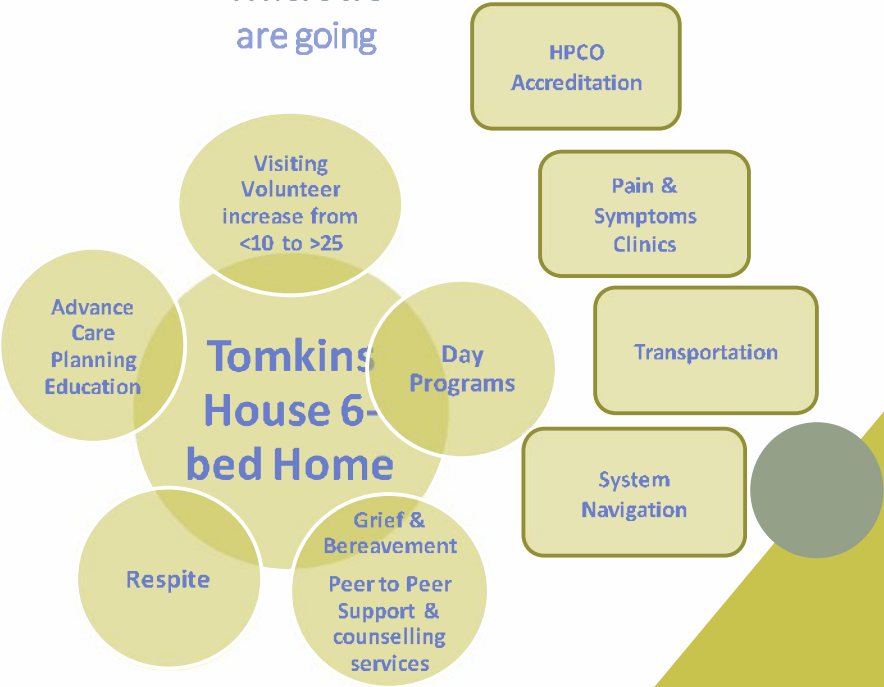 are going
HPCO
Accreditation
Visiting
Volunteer
increase from
<10 to >25
Pain &
Symptoms
Clinics
Advance
Care
Planning
Education
Tomkins
House 6-
bed Home
Day
Programs
Transportation
System
Navigation
Respite
Grief &
Bereavement
Peer to Peer
Support &
counselling
services